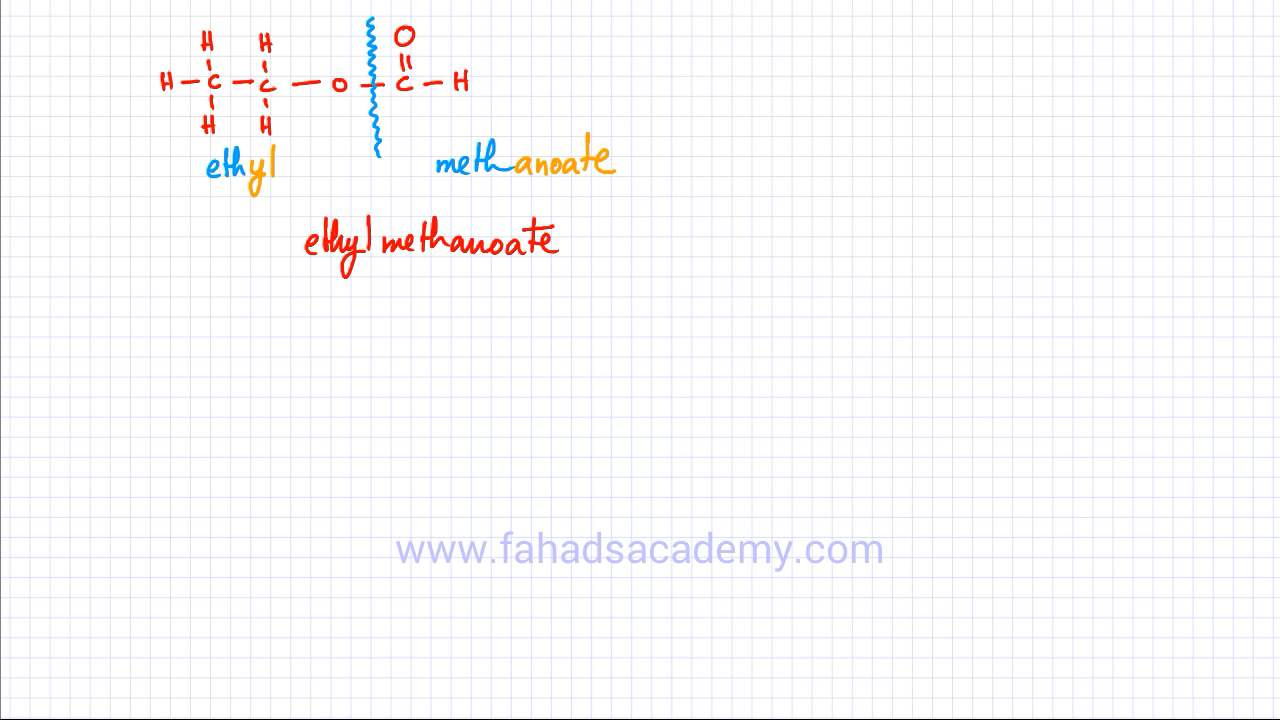 H H O
H – C – C – O – C – H
H H
ethyl methanoate
ethyl methanoate
www.fahadsacademy.com